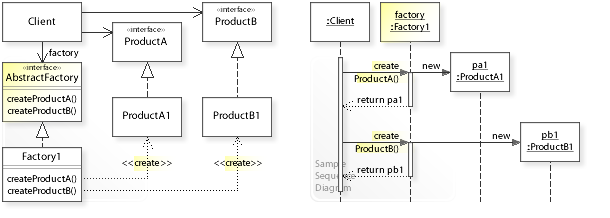 Client
«interface»
ProductA
«interface»
ProductB
factory
«interface»
AbstractFactory
createProductA()
createProductB()
ProductA1
ProductB1
<<create>>
<<create>>
Factory1
createProductA()
createProductB()
:Client
factory
:Factory1
create
ProductA()
new
pa1
:ProductA1
return pa1
create
ProductB()
new
pb1
:ProductB1
return pb1
Sample
Sequence
Diagram